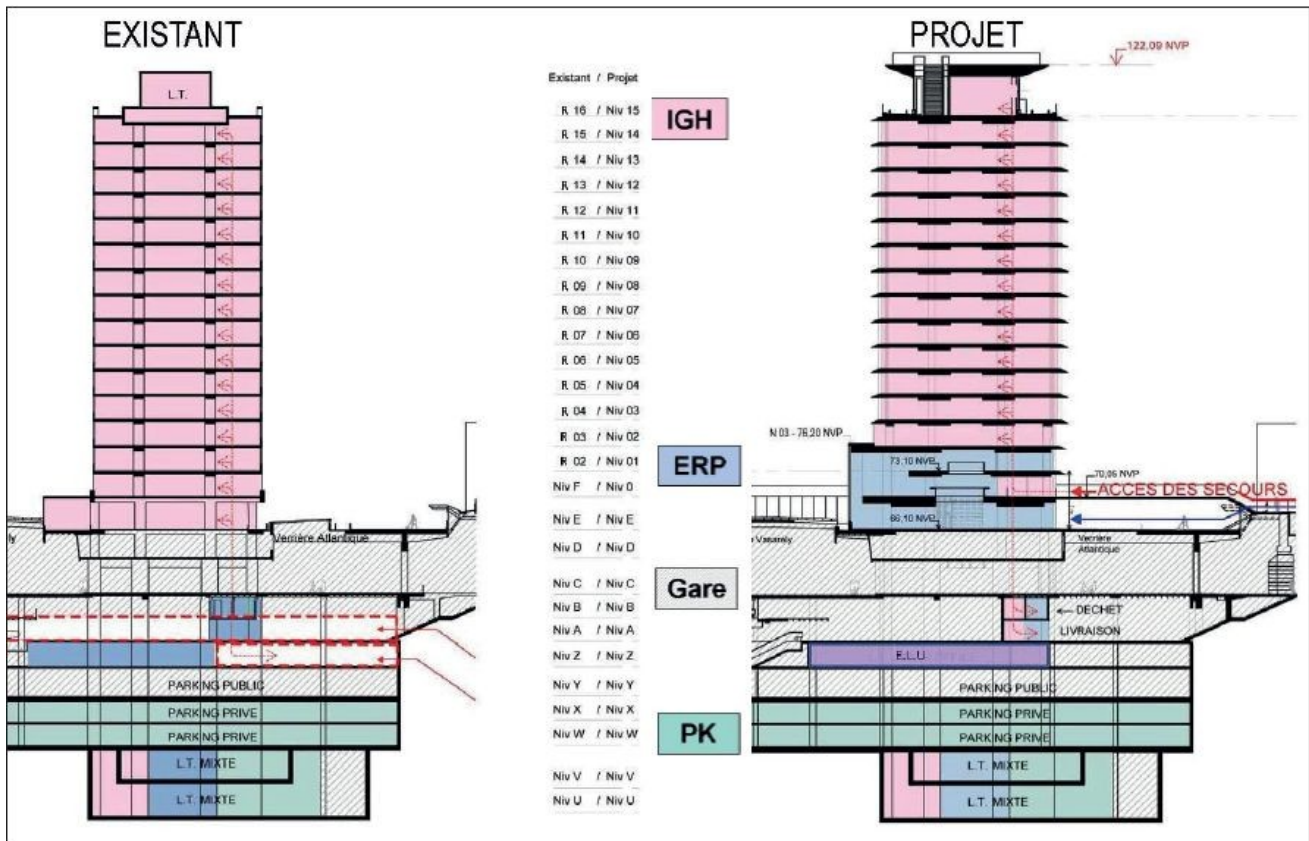 EXISTANT
L.T.
Verrière Atlantique
PARKING PUBLIC
PARKING PRIVE
PARKING PRIVE
L.T. MIXTE
L.T. MIXTE
Existant / Projet
R 16 / Niv 15
R 15 / Niv 14
R 14 / Niv 13
R 13 / Niv 12
R 12 / Niv 11
R 11 / Niv 10
R 10 / Niv 09
R 09 / Niv 08
R 08 / Niv 07
R 07 / Niv 06
R 06 / Niv 05
R 05 / Niv 04
R 04 / Niv 03
R 03 / Niv 02
R 02 / Niv 01
Niv F / Niv 0
Niv E / Niv E
Niv D / Niv D
Niv C / Niv C
Niv B / Niv B
Niv A / Niv A
Niv Z / Niv Z
Niv Y / Niv Y
Niv X / Niv X
Niv W / Niv W
Niv V / Niv V
Niv U / Niv U
IGH
ERP
Gare
PK
PROJET
122,09 NVP
N 03 - 76,20 NVP
73,10 NVP
70,06 NVP
ACCES DES SECOURS
66,10 NVP
Vasarely
Verrière
Atlantique
DECHET
LIVRAISON
E.L.U
PARKING PUBLIC
PARKING PRIVE
PARKING PRIVE
L.T. MIXTE
L.T. MIXTE